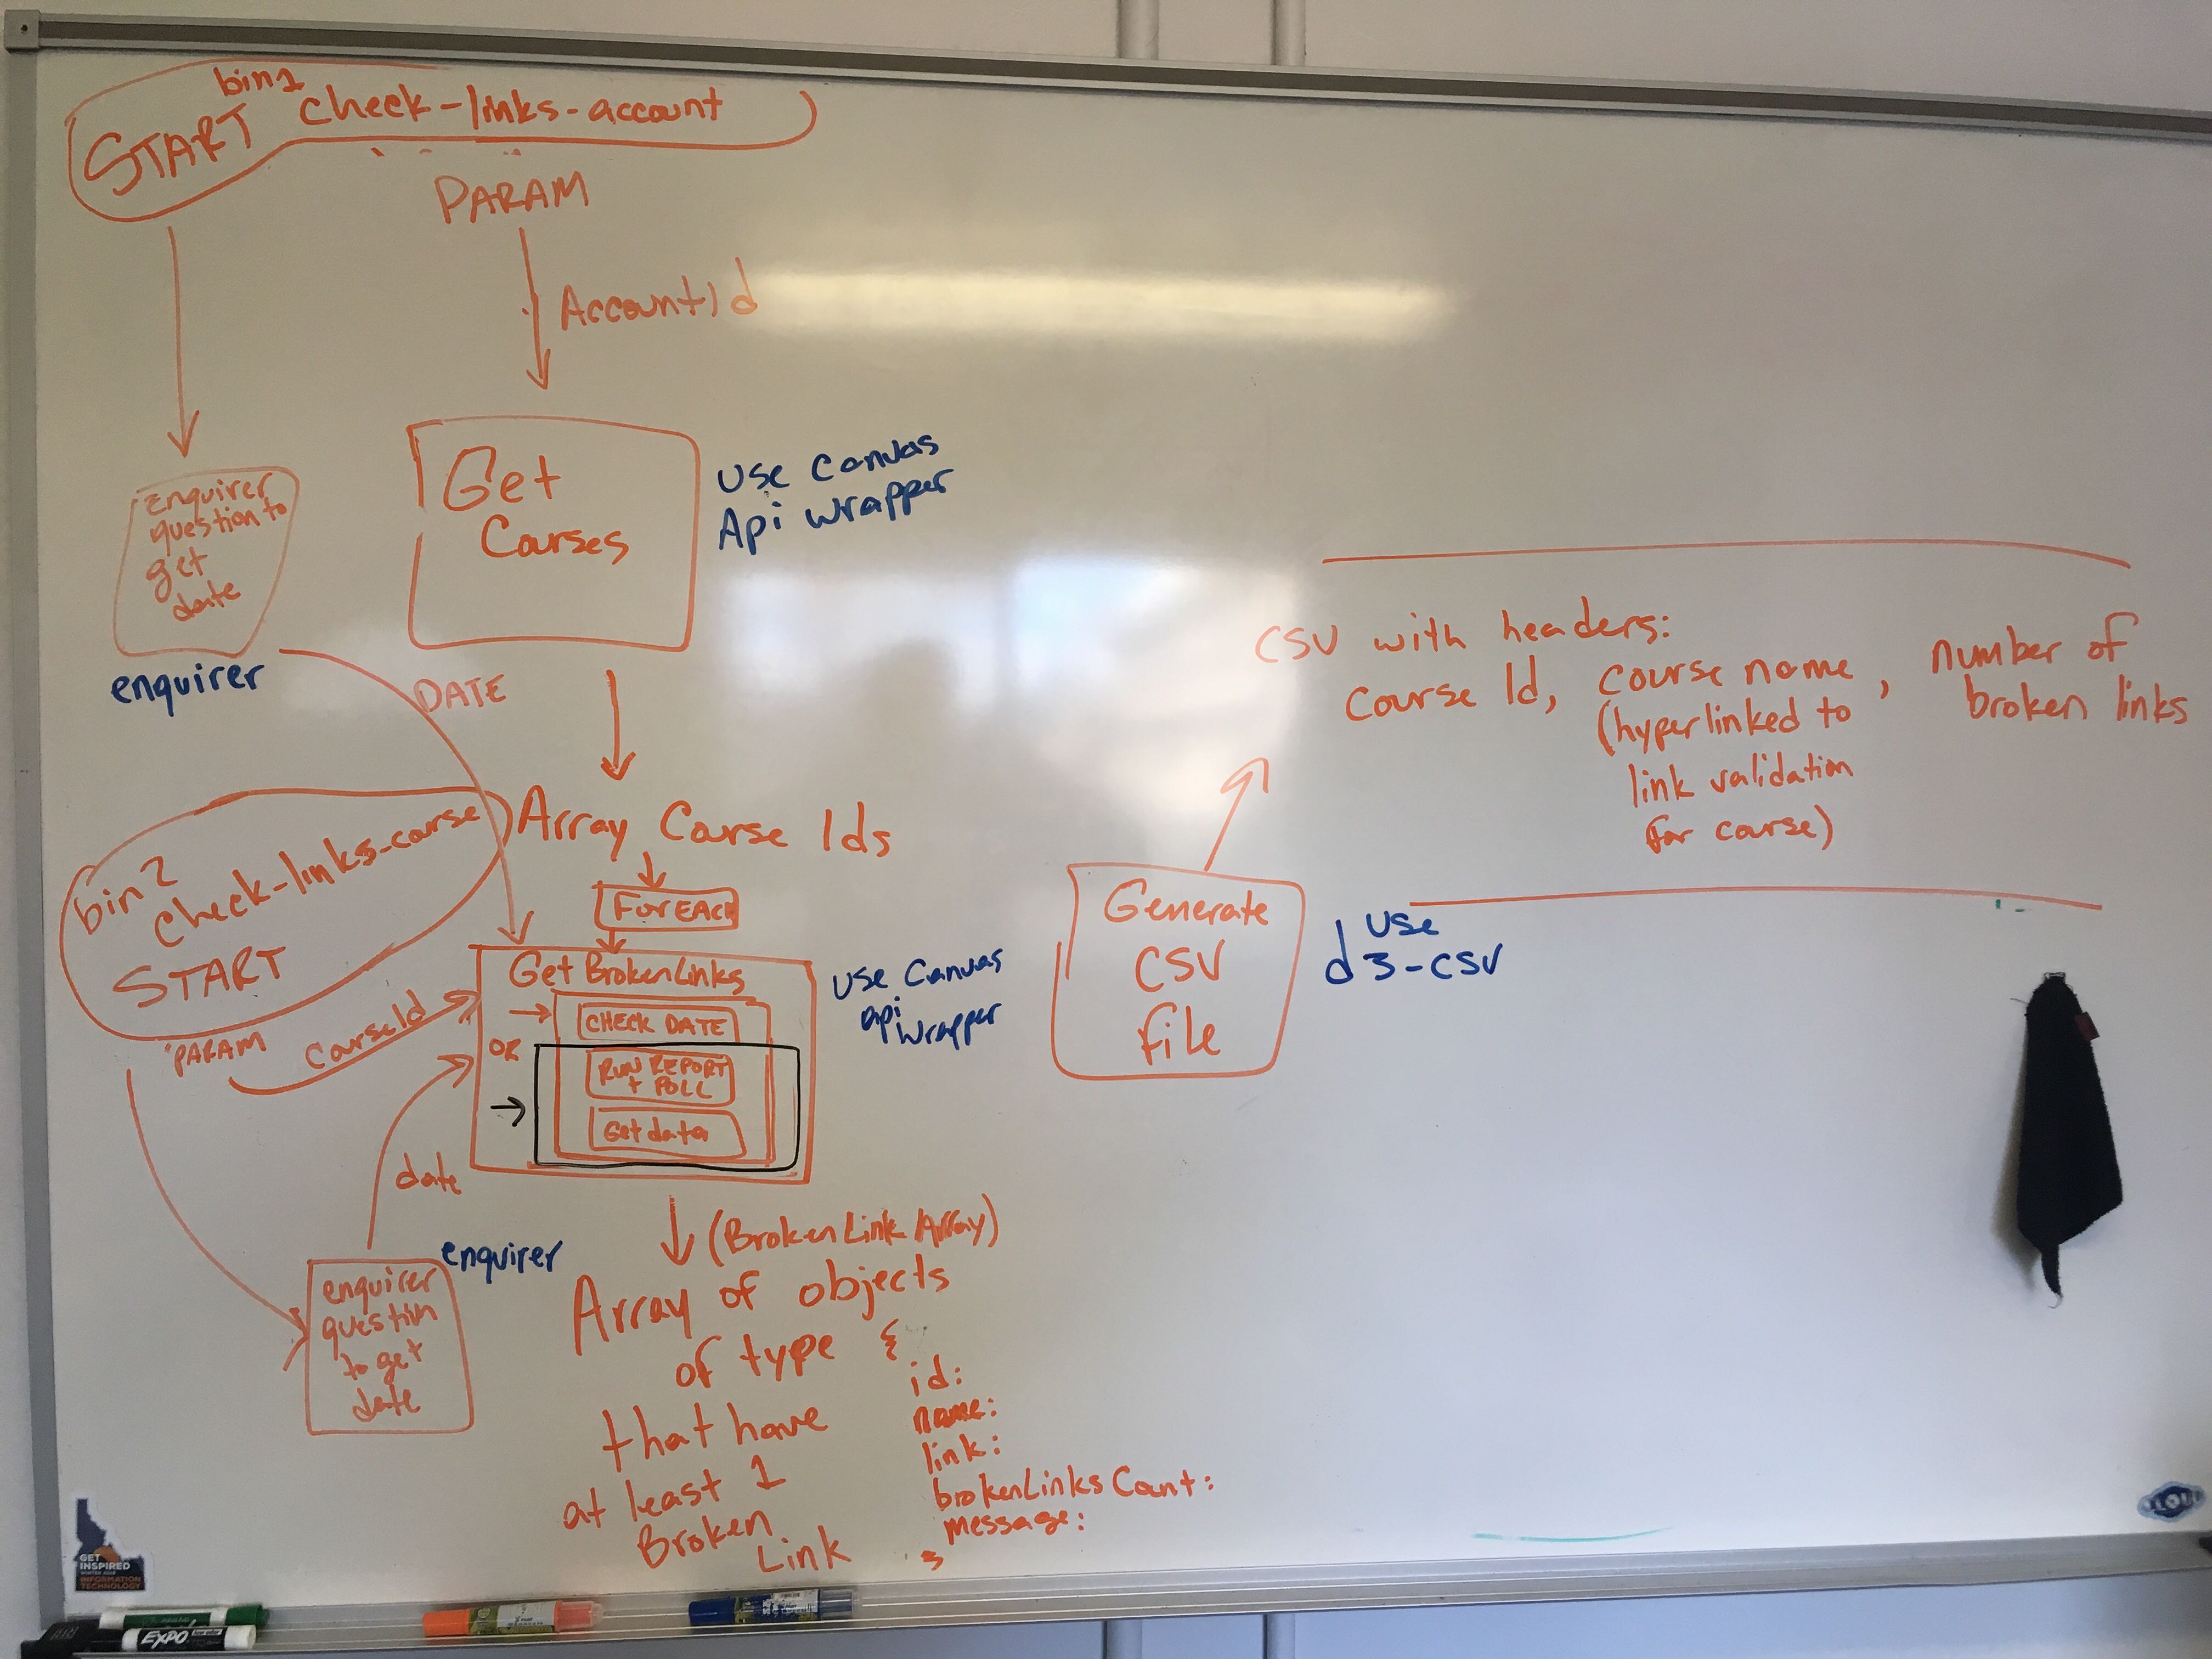 bin1
START check-links-account
PARAM
AccountId
enquirer
question to
get
date
enquirer
Get
Courses
Use Canvas
Api wrapper
DATE
Array Course Ids
FOREACH
bin2
check-links-course
START
PARAM
CourseId
date
Get BrokenLinks
CHECK DATE
OR
RUN REPORT
+ POLL
Get data
Use Canvas
api
wrapper
enquirer
enquirer
question
to get
date
(BrokenLink Array)
Array of objects
of type {
id:
name:
link:
brokenLinksCount:
message:
}
that have
at least 1
Broken
Link
Generate
CSV
file
Use
d3-csv
CSV with headers:
Course Id, course name, number of
broken links
(hyperlinked to
link validation
for course)
GET
INSPIRED
INFORMATION
TECHNOLOGY
EXPO